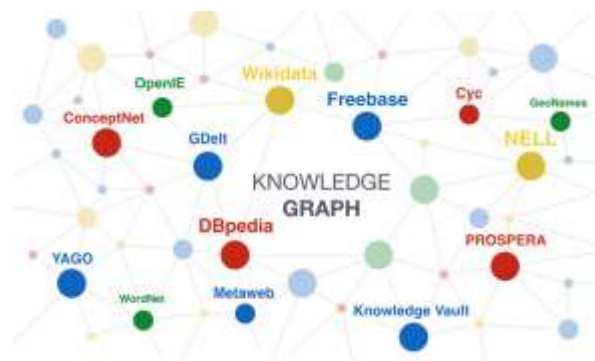 Wikidata
OpenIE
Freebase
Cyc
GeoNames
ConceptNet
GDelt
NELL
KNOWLEDGE
GRAPH
DBpedia
PROSPERA
YAGO
WordNet
Metaweb
Knowledge Vault